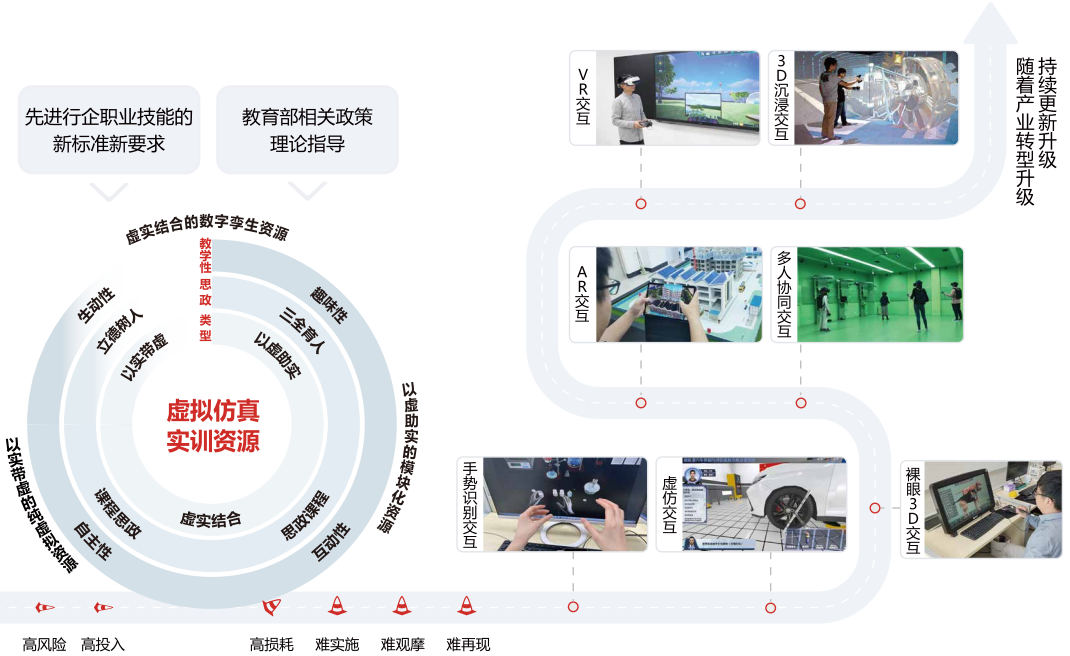 先进行企职业技能的
新标准新要求
教育部相关政策
理论指导
虚实结合的数字孪生资源
以虚助实的模块化资源
以实带虚的纯虚拟资源
教学性
生动性
趣味性
自主性
互动性
思政
立德树人
三全育人
课程思政
思政课程
类型
以实带虚
以虚助实
虚实结合
虚拟仿真
实训资源
高风险
高投入
高损耗
难实施
难观摩
难再现
手势识别交互
虚仿交互
裸眼3D交互
AR交互
多人协同交互
VR交互
3D沉浸交互
随着产业转型升级
持续更新升级